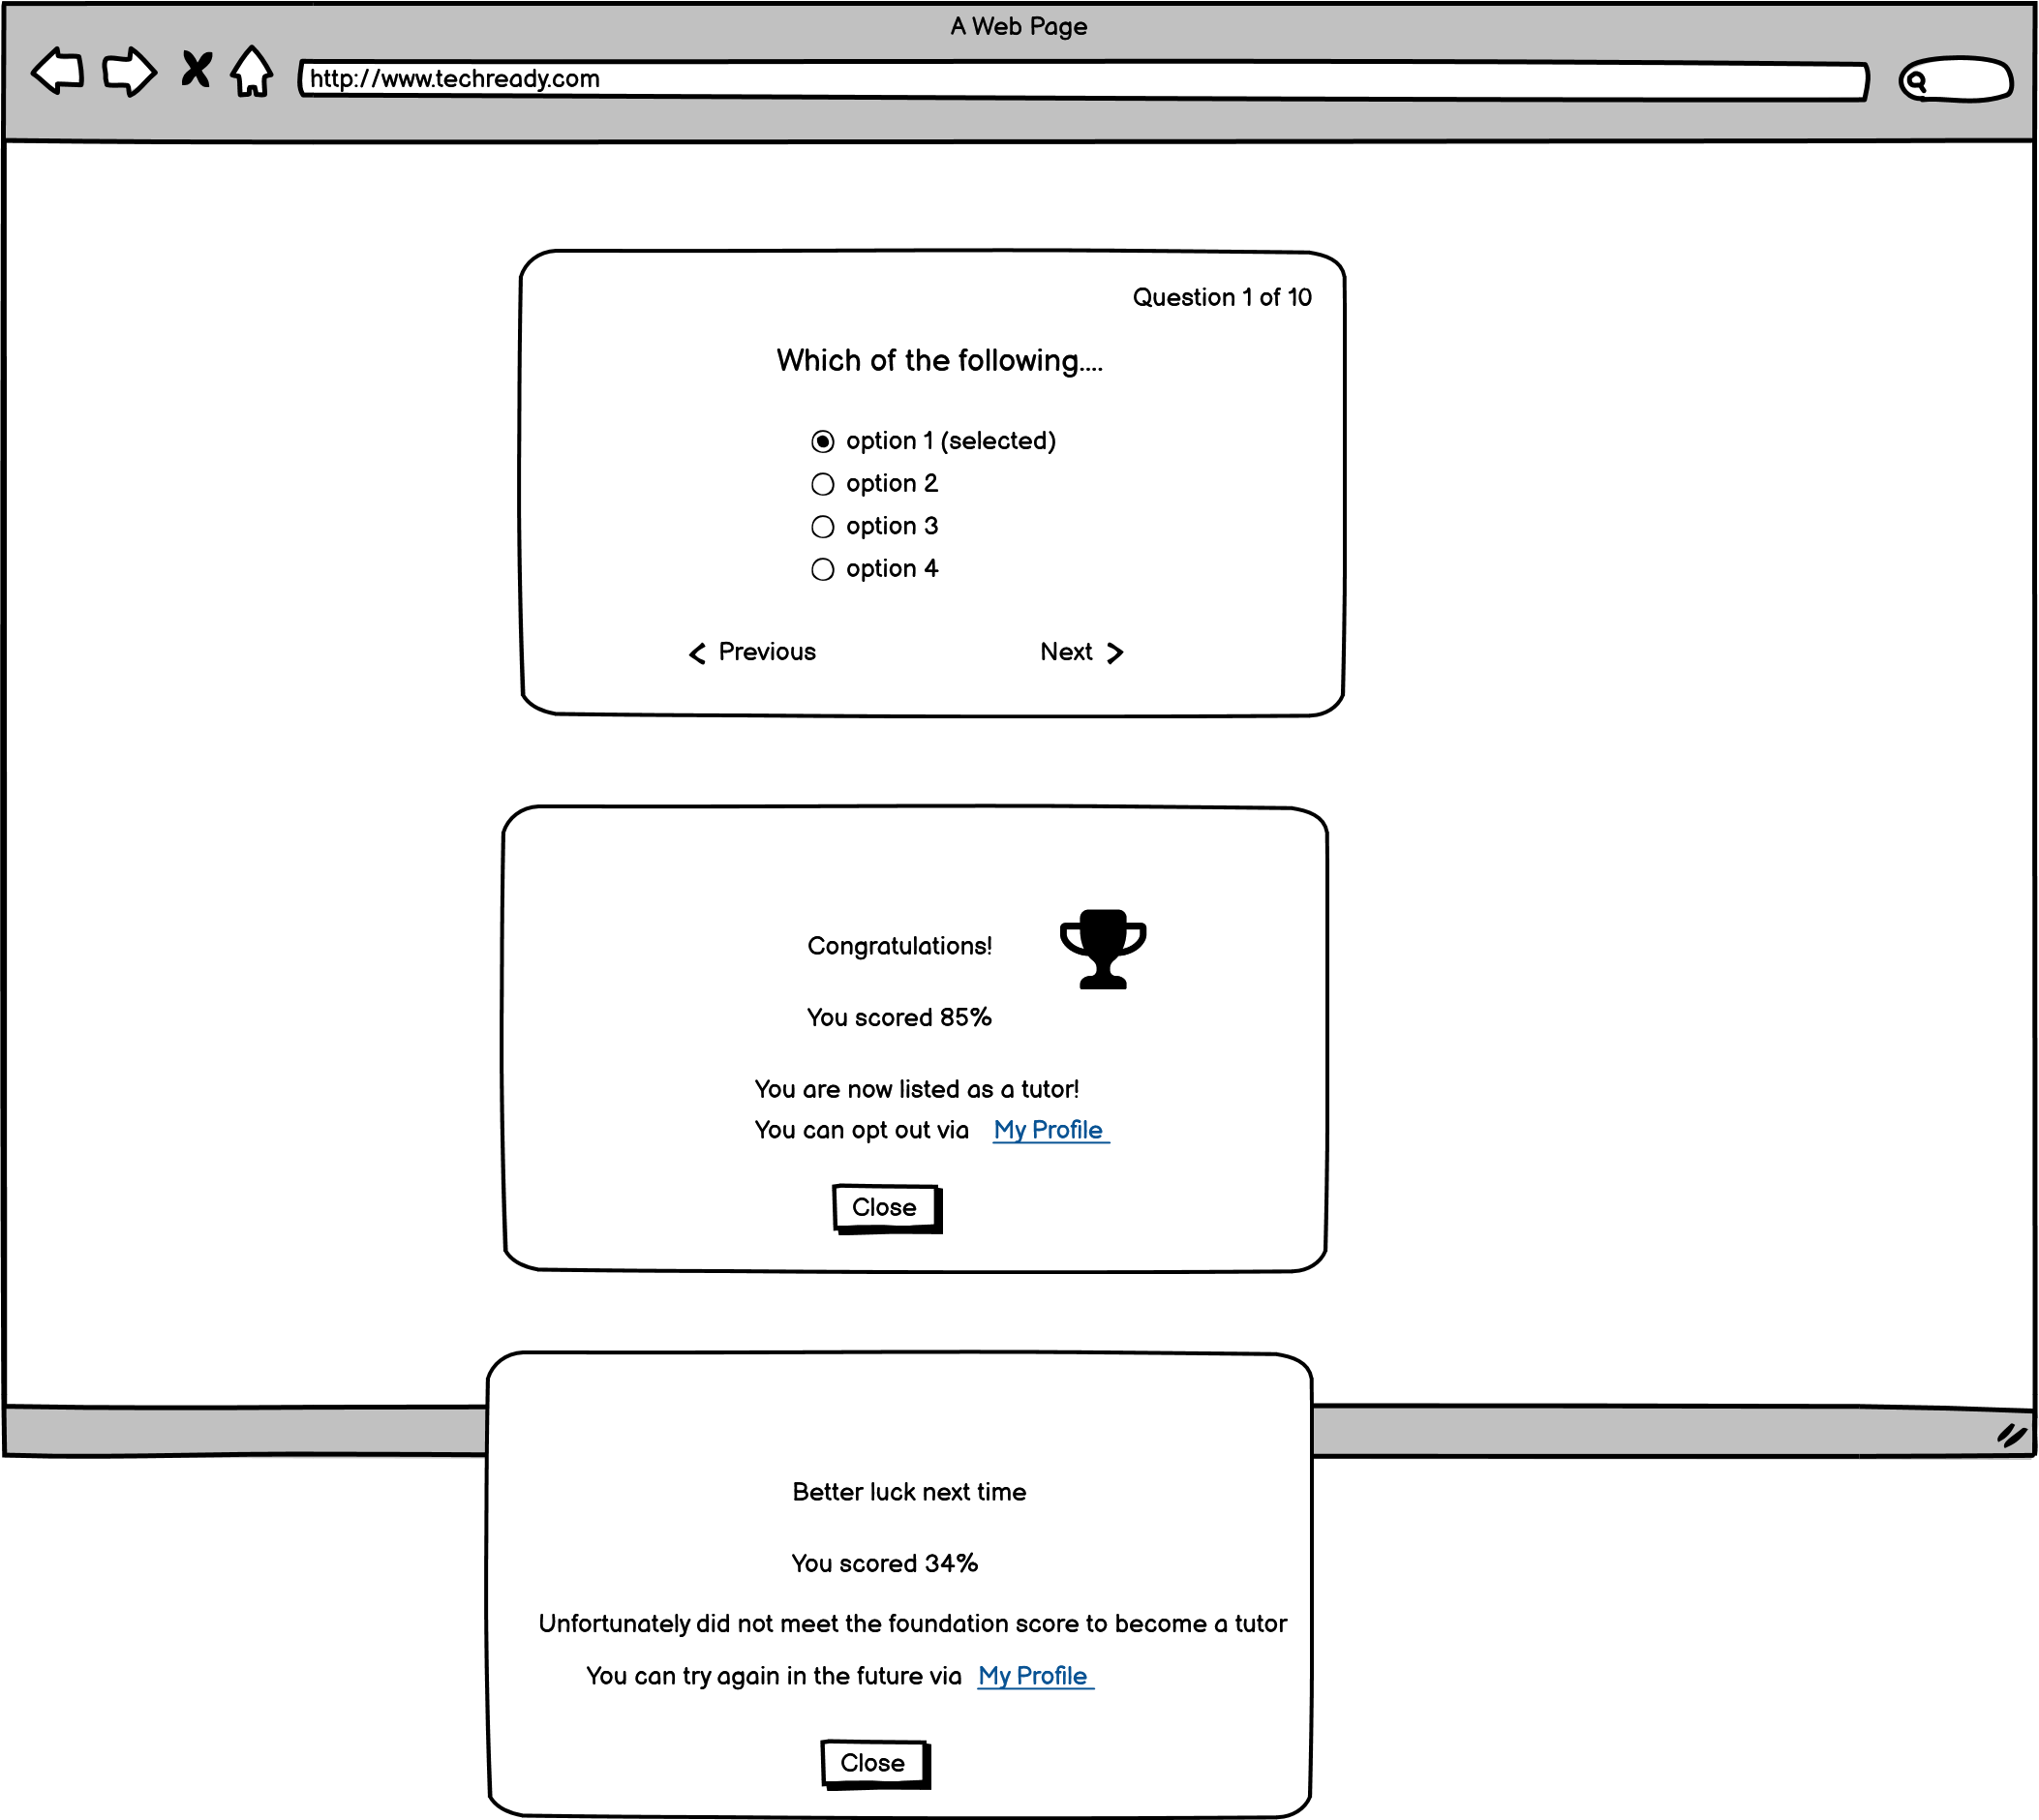 A Web Page
http://www.techready.com
Question 1 of 10
Which of the following....
option 1 (selected)
option 2
option 3
option 4
Previous
Next
Congratulations!
You scored 85%
You are now listed as a tutor!
You can opt out via My Profile
Close
Better luck next time
You scored 34%
Unfortunately did not meet the foundation score to become a tutor
You can try again in the future via My Profile
Close